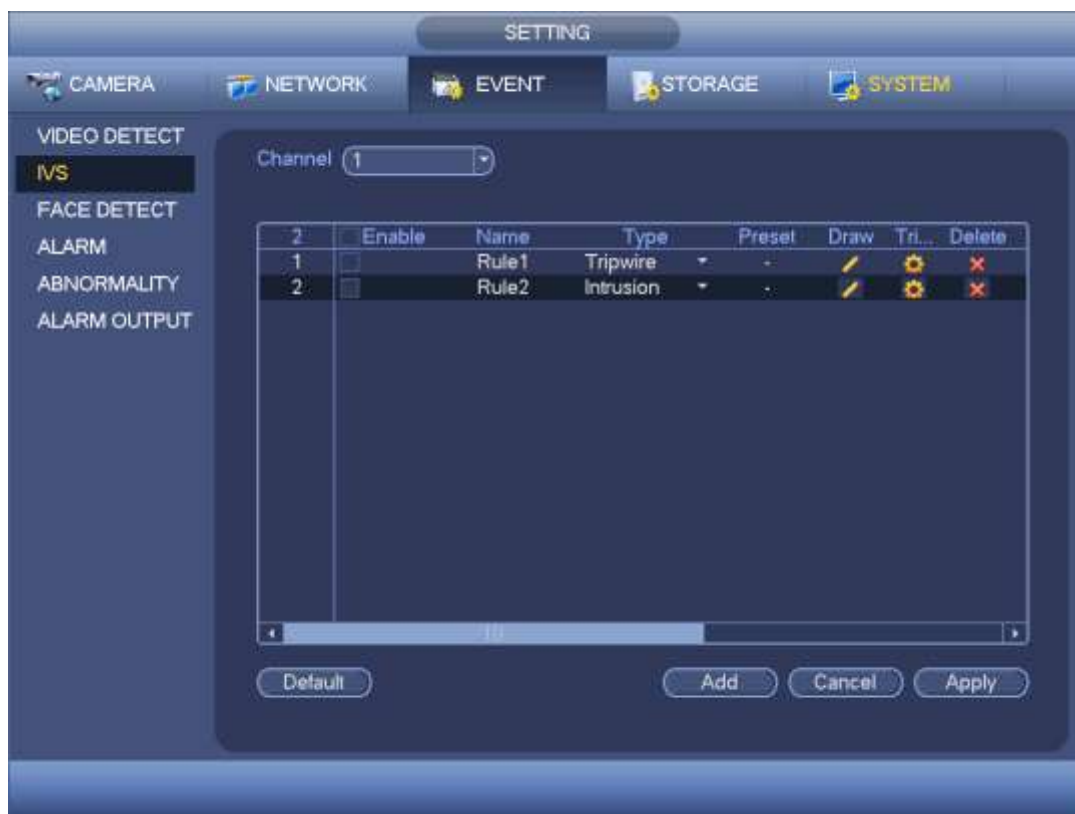 SETTING
CAMERA NETWORK EVENT STORAGE SYSTEM
VIDEO DETECT
IVS
FACE DETECT
ALARM
ABNORMALITY
ALARM OUTPUT
Channel 1
2 Enable Name Type Preset Draw Tri... Delete
1 Rule1 Tripwire -
2 Rule2 Intrusion -
Default Add Cancel Apply